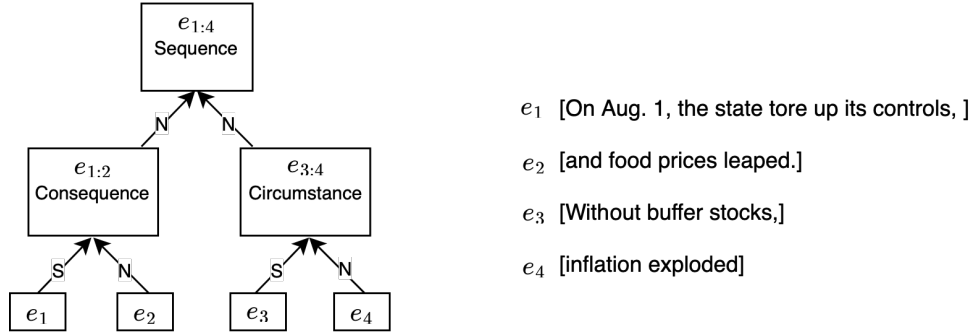 e1:4
Sequence
N N
e1:2
Consequence
e3:4
Circumstance
S N S N
e1 e2 e3 e4
e1 [On Aug. 1, the state tore up its controls, ]
e2 [and food prices leaped.]
e3 [Without buffer stocks,]
e4 [inflation exploded]